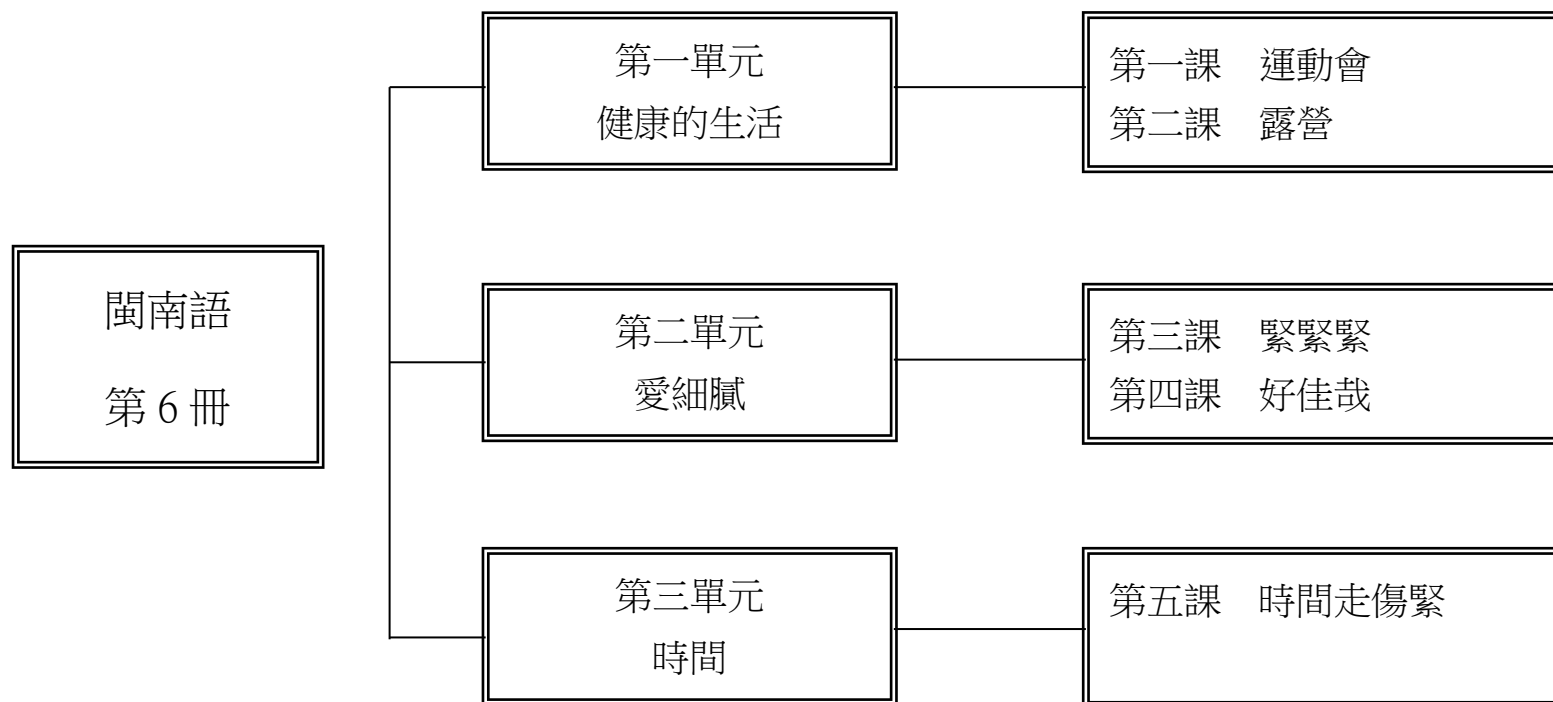 閩南語
第6冊
第一單元
健康的生活
第一課　運動會
第二課　露營
第二單元
愛細膩
第三課　緊緊緊
第四課　好佳哉
第三單元
時間
第五課　時間走傷緊